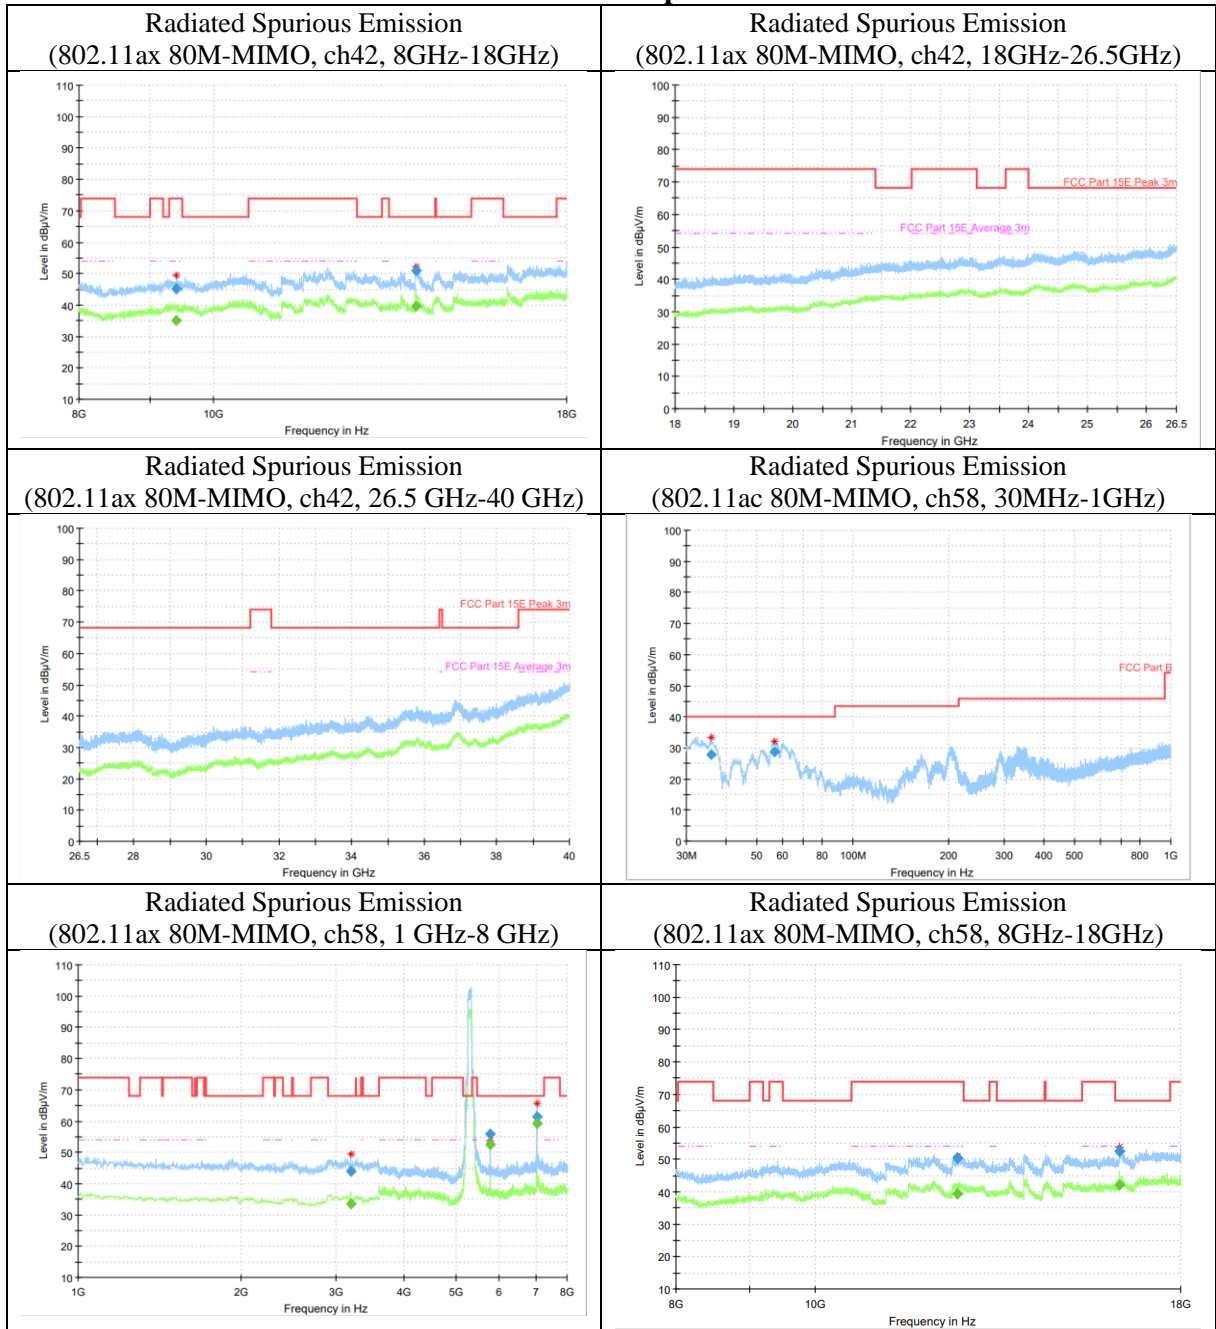 Radiated Spurious Emission
(802.11ax 80M-MIMO, ch42, 8GHz-18GHz)
110
100
90
80
70
60
50
40
30
20
10
Level in dBµV/m
8G
10G
18G
Frequency in Hz
Radiated Spurious Emission
(802.11ax 80M-MIMO, ch42, 18GHz-26.5GHz)
100
90
80
70
60
50
40
30
20
10
0
Level in dBµV/m
FCC Part 15E Peak 3m
FCC Part 15E Average 3m
18
19
20
21
22
23
24
25
26
26.5
Frequency in GHz
Radiated Spurious Emission
(802.11ax 80M-MIMO, ch42, 26.5 GHz-40 GHz)
100
90
80
70
60
50
40
30
20
10
0
Level in dBµV/m
FCC Part 15E Peak 3m
FCC Part 15E Average 3m
26.5
28
30
32
34
36
38
40
Frequency in GHz
Radiated Spurious Emission
(802.11ac 80M-MIMO, ch58, 30MHz-1GHz)
100
90
80
70
60
50
40
30
20
10
0
Level in dBµV/m
FCC Part B
30M
50
60
80
100M
200
300
400
500
800
1G
Frequency in Hz
Radiated Spurious Emission
(802.11ax 80M-MIMO, ch58, 1 GHz-8 GHz)
110
100
90
80
70
60
50
40
30
20
10
Level in dBµV/m
1G
2G
3G
4G
5G
6
7
8G
Frequency in Hz
Radiated Spurious Emission
(802.11ax 80M-MIMO, ch58, 8GHz-18GHz)
110
100
90
80
70
60
50
40
30
20
10
Level in dBµV/m
8G
10G
18G
Frequency in Hz